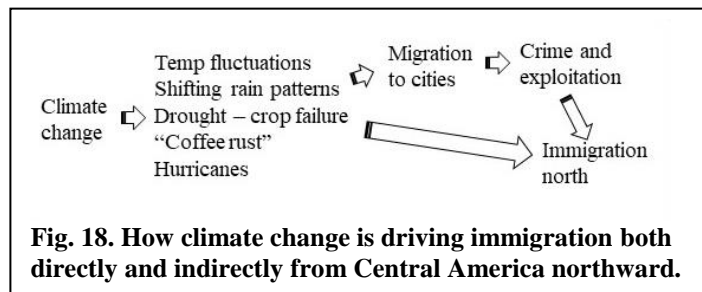 Climate
change
Temp fluctuations
Shifting rain patterns
Drought – crop failure
“Coffee rust”
Hurricanes
Migration
to cities
Crime and
exploitation
Immigration
north
Fig. 18. How climate change is driving immigration both
directly and indirectly from Central America northward.